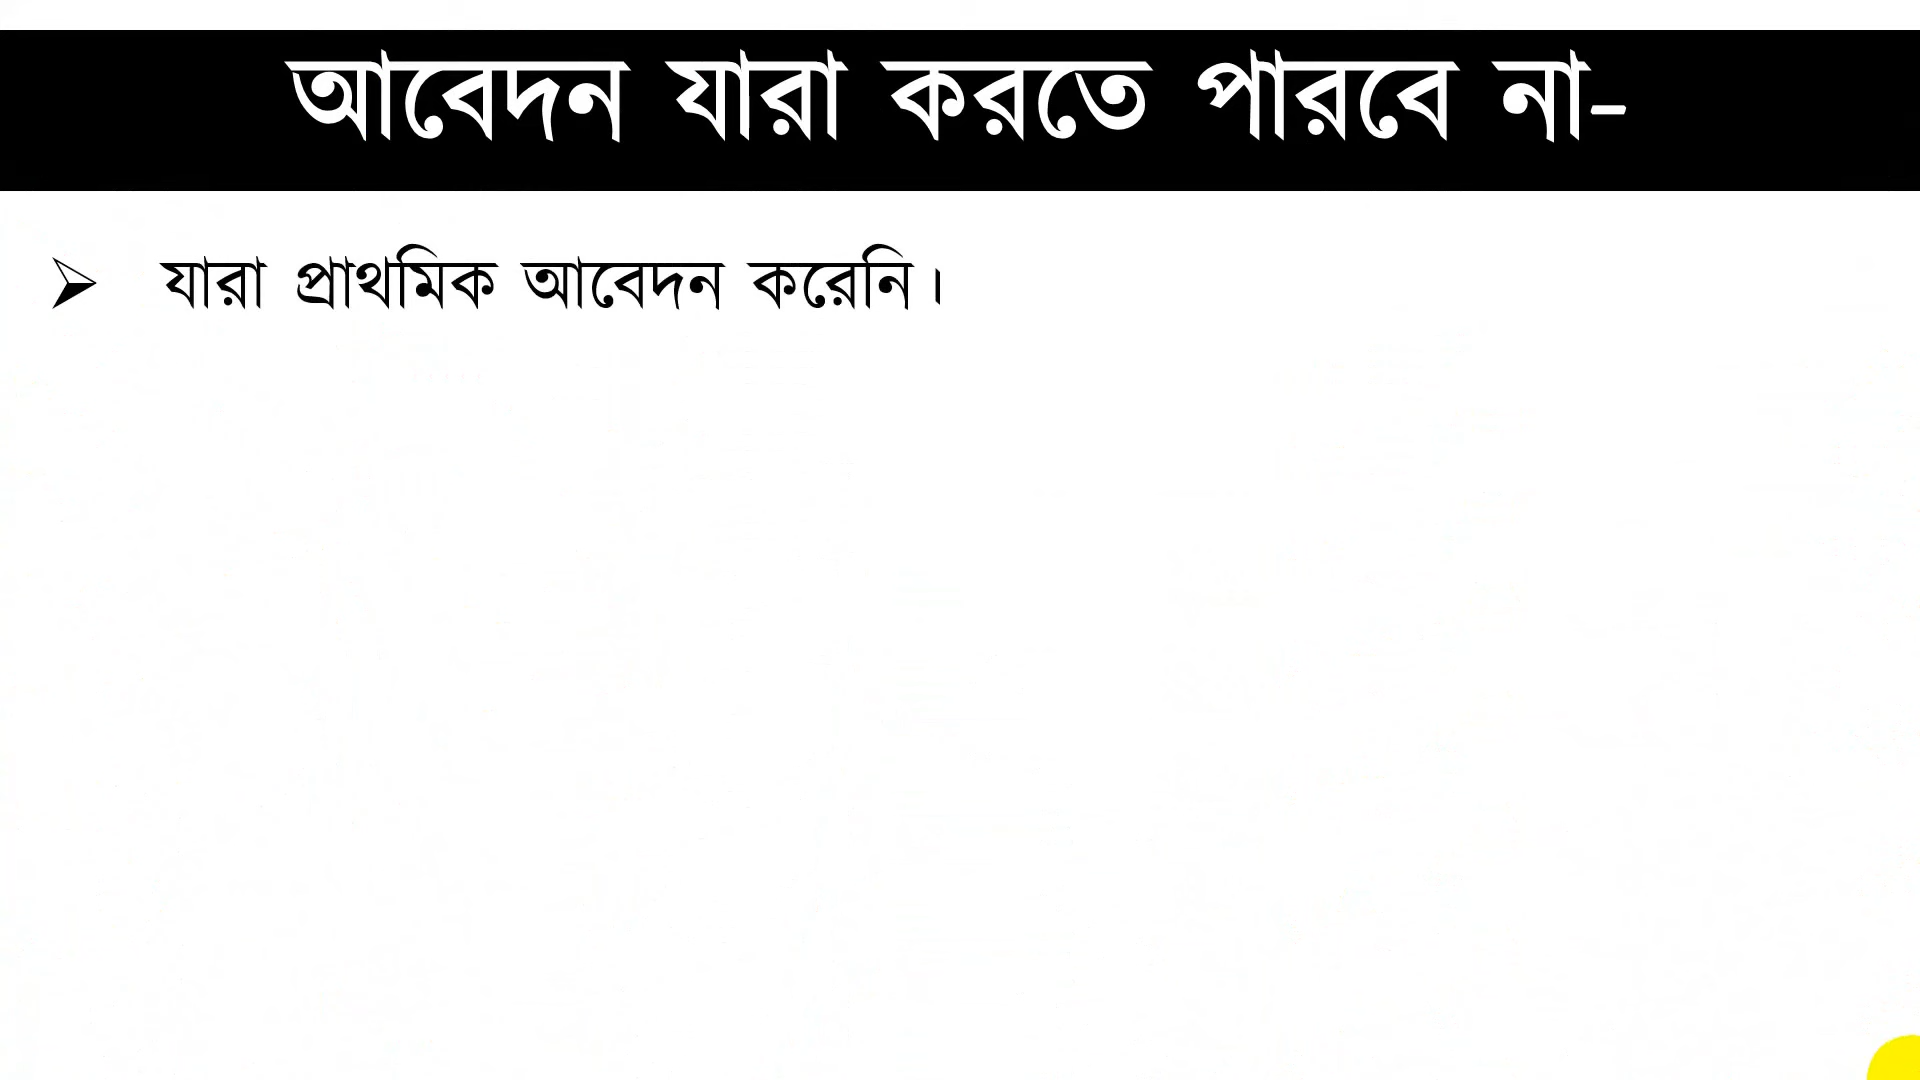 আবেদন যারা করতে পারবে না-
➢ যারা প্রাথমিক আবেদন করেনি।